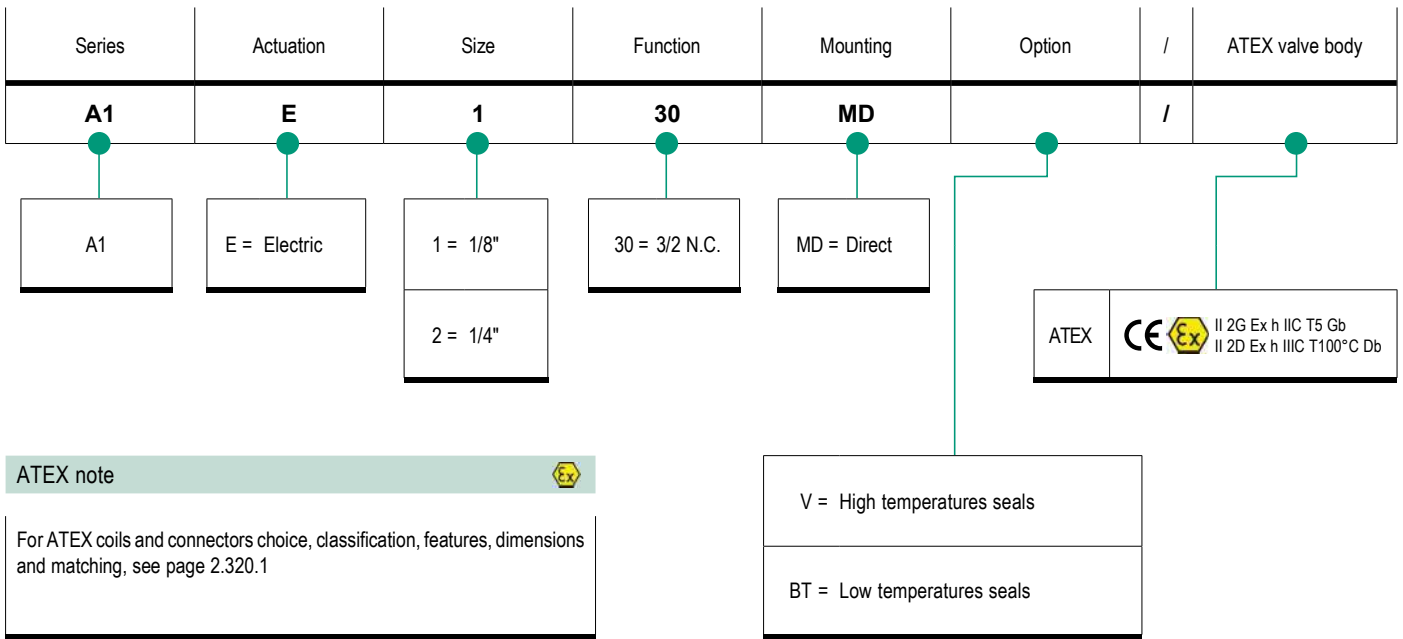 Series Actuation Size Function Mounting Option / ATEX valve body
A1 E 1 30 MD /
A1 E = Electric 1 = 1/8" 30 = 3/2 N.C. MD = Direct
2 = 1/4"
ATEX CE Ex II 2G Ex h IIC T5 Gb
II 2D Ex h IIIC T100°C Db
ATEX note Ex
For ATEX coils and connectors choice, classification, features, dimensions
and matching, see page 2.320.1
V = High temperatures seals
BT = Low temperatures seals